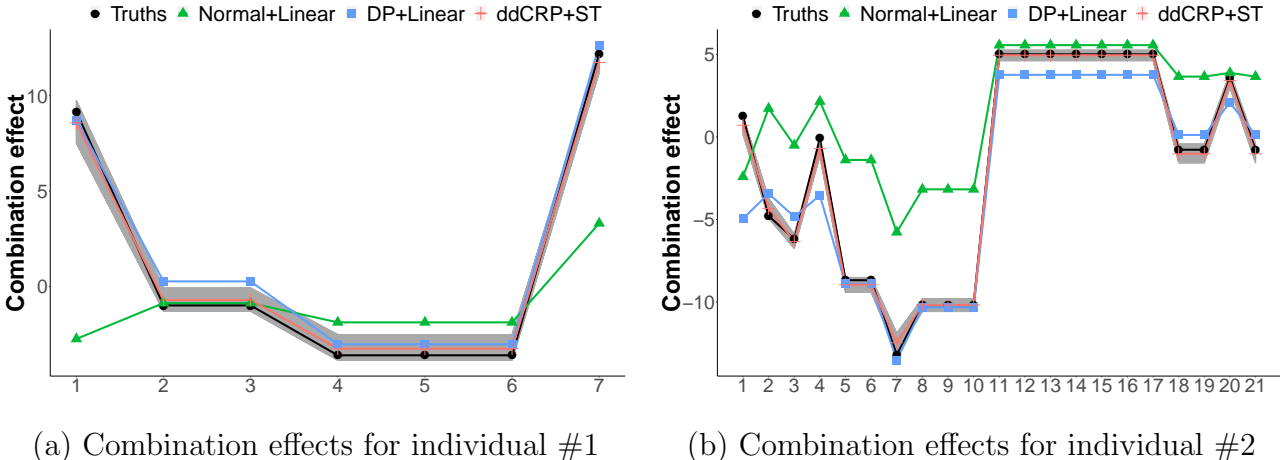 Truths Normal+Linear DP+Linear ddCRP+ST
Combination effect
10
5
0
1 2 3 4 5 6 7
(a) Combination effects for individual #1
Truths Normal+Linear DP+Linear ddCRP+ST
Combination effect
5
0
−5
−10
1 2 3 4 5 6 7 8 9 10 11 12 13 14 15 16 17 18 19 20 21
(b) Combination effects for individual #2